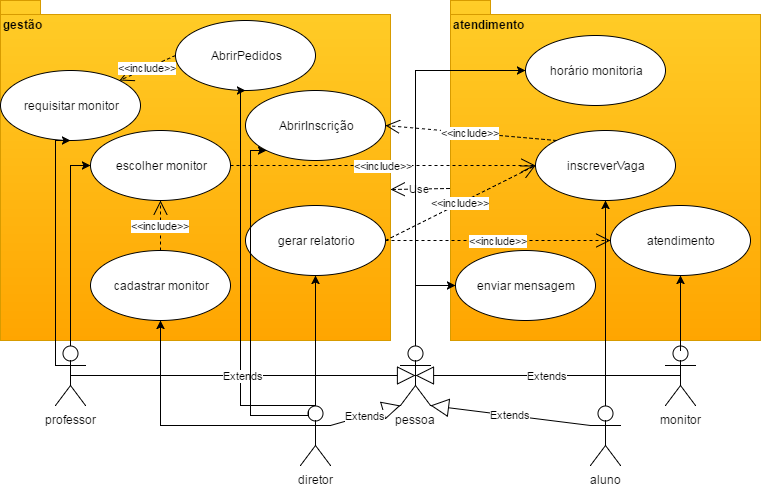 gestão
atendimento
AbrirPedidos
horário monitoria
<<include>>
requisitar monitor
AbrirInscrição
<<include>>
escolher monitor
<<include>>
inscreverVaga
Use
<<include>>
<<include>>
gerar relatorio
<<include>>
atendimento
cadastrar monitor
enviar mensagem
Extends
Extends
professor
Extends
pessoa
Extends
monitor
diretor
aluno